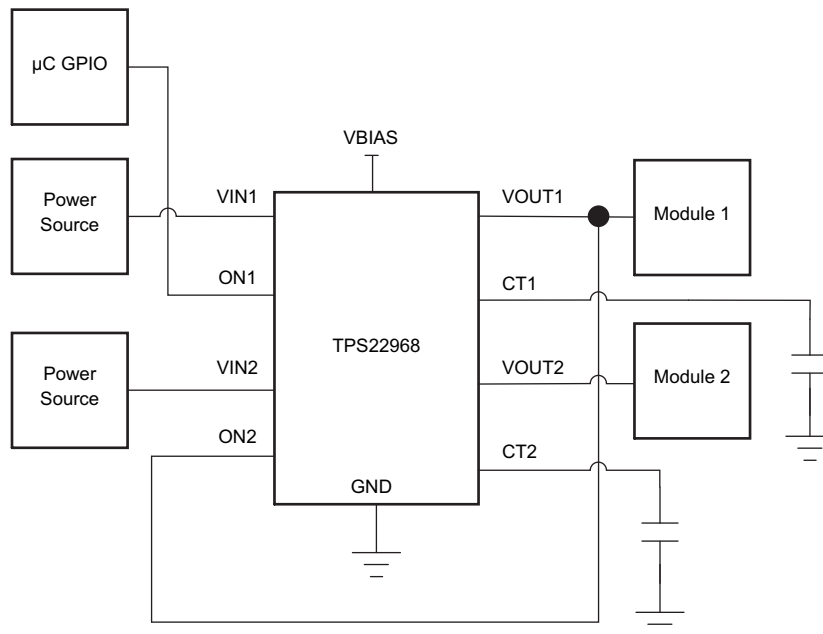 µC GPIO
VBIAS
Power
Source
VIN1
VOUT1
Module 1
ON1
CT1
TPS22968
Power
Source
VIN2
VOUT2
Module 2
ON2
CT2
GND